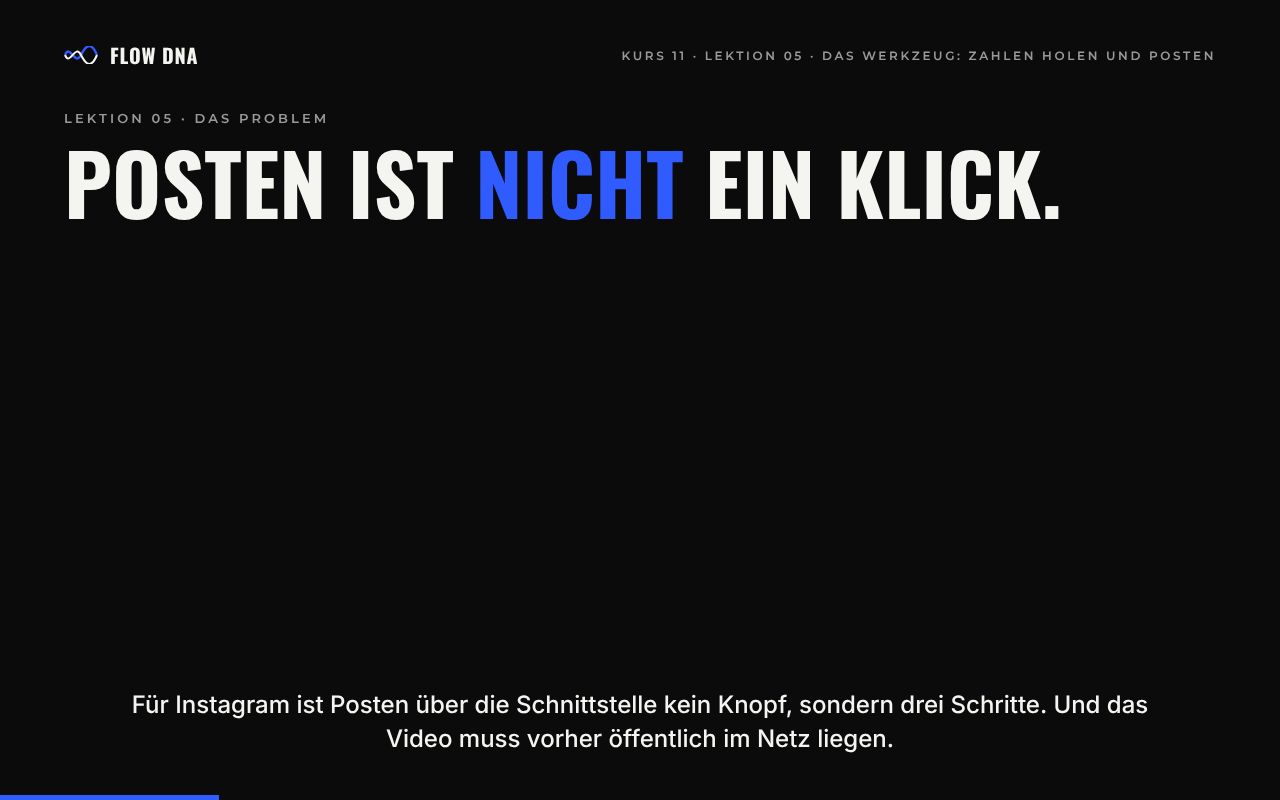 FLOW DNA
KURS 11 · LEKTION 05 · DAS WERKZEUG: ZAHLEN HOLEN UND POSTEN
LEKTION 05 · DAS PROBLEM
POSTEN IST NICHT EIN KLICK.
Für Instagram ist Posten über die Schnittstelle kein Knopf, sondern drei Schritte. Und das
Video muss vorher öffentlich im Netz liegen.